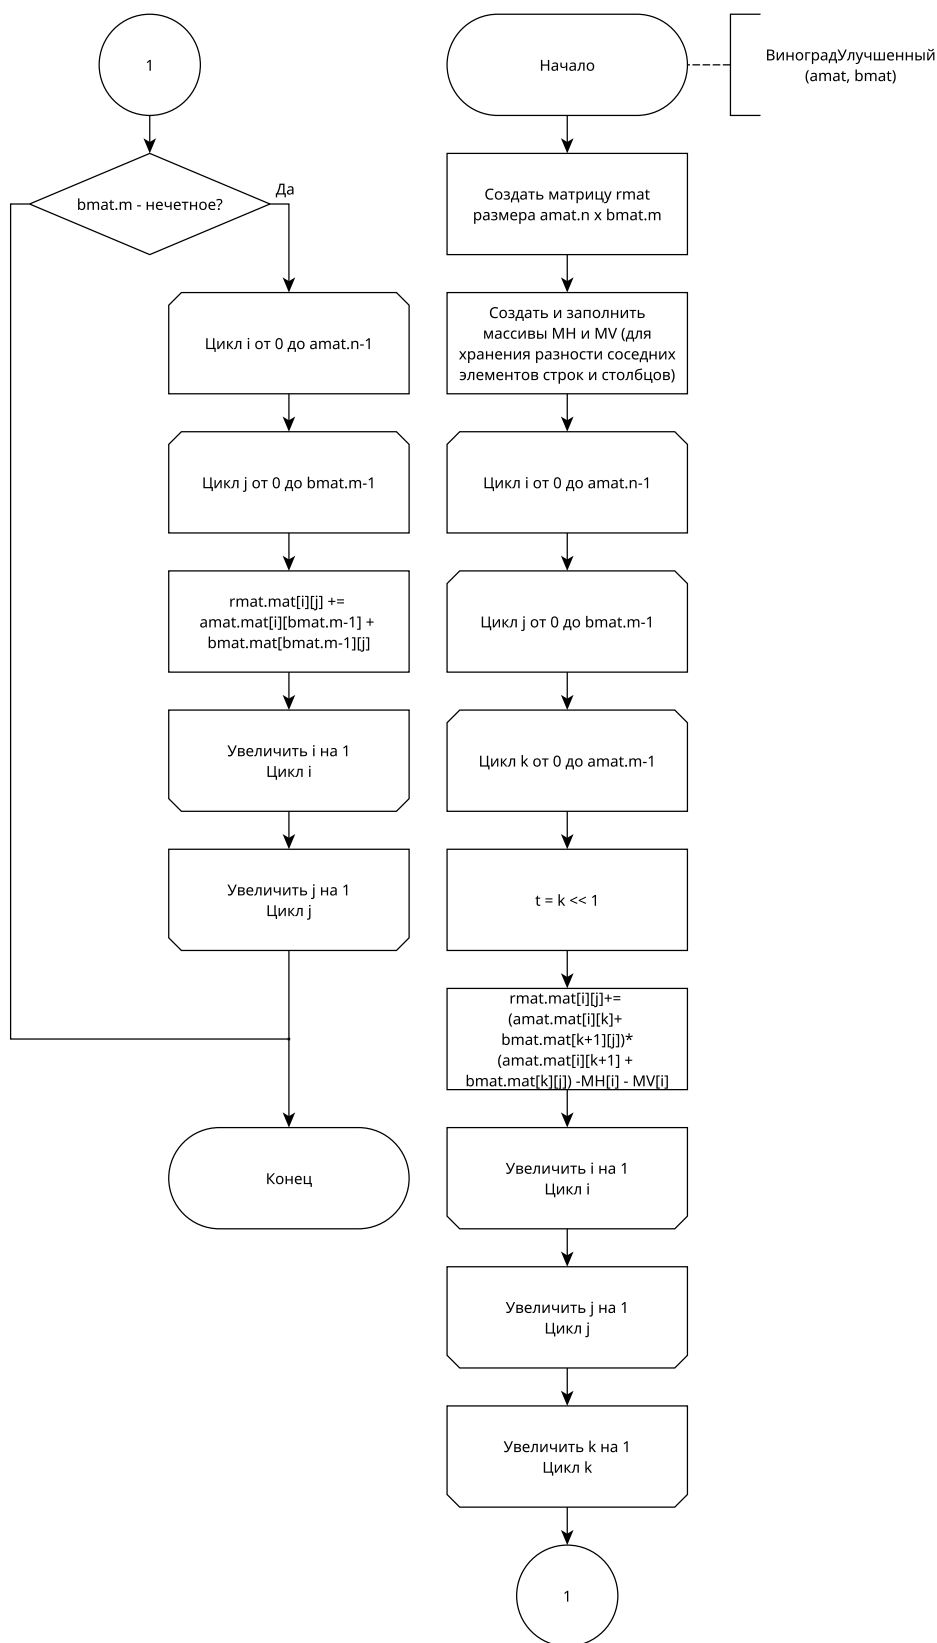 Начало
ВиноградУлучшенный
(amat, bmat)
Создать матрицу rmat
размера amat.n x bmat.m
Создать и заполнить
массивы MH и MV (для
хранения разности соседних
элементов строк и столбцов)
Цикл i от 0 до amat.n-1
Цикл j от 0 до bmat.m-1
Цикл k от 0 до amat.m-1
t = k << 1
rmat.mat[i][j]+=
(amat.mat[i][k]+
bmat.mat[k+1][j])*
(amat.mat[i][k+1] +
bmat.mat[k][j]) -MH[i] - MV[i]
Увеличить i на 1
Цикл i
Увеличить j на 1
Цикл j
Увеличить k на 1
Цикл k
1
1
bmat.m - нечетное?
Да
Цикл i от 0 до amat.n-1
Цикл j от 0 до bmat.m-1
rmat.mat[i][j] +=
amat.mat[i][bmat.m-1] +
bmat.mat[bmat.m-1][j]
Увеличить i на 1
Цикл i
Увеличить j на 1
Цикл j
Конец